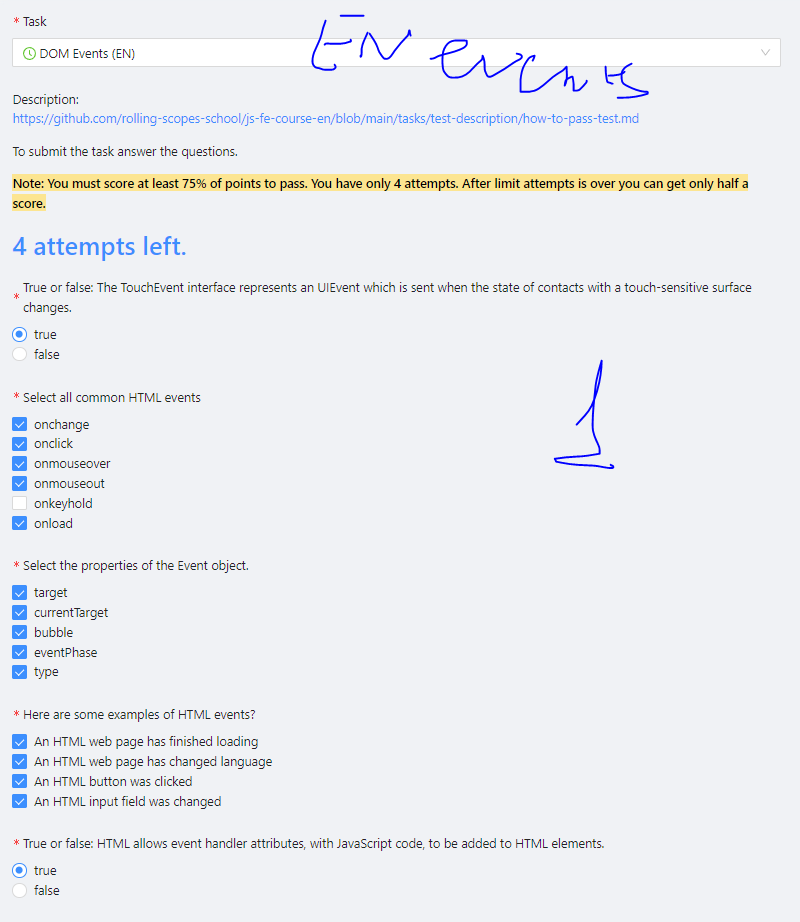 * Task
EN events
DOM Events (EN)
Description:
https://github.com/rolling-scopes-school/js-fe-course-en/blob/main/tasks/test-description/how-to-pass-test.md
To submit the task answer the questions.
Note: You must score at least 75% of points to pass. You have only 4 attempts. After limit attempts is over you can get only half a
score.
4 attempts left.
* True or false: The TouchEvent interface represents an UIEvent which is sent when the state of contacts with a touch-sensitive surface
changes.
true
false
1
* Select all common HTML events
onchange
onclick
onmouseover
onmouseout
onkeyhold
onload
* Select the properties of the Event object.
target
currentTarget
bubble
eventPhase
type
* Here are some examples of HTML events?
An HTML web page has finished loading
An HTML web page has changed language
An HTML button was clicked
An HTML input field was changed
* True or false: HTML allows event handler attributes, with JavaScript code, to be added to HTML elements.
true
false